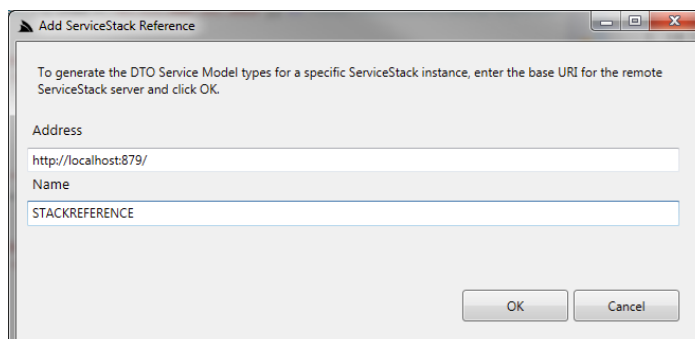 Add ServiceStack Reference
To generate the DTO Service Model types for a specific ServiceStack instance, enter the base URI for the remote
ServiceStack server and click OK.
Address
http://localhost:879/
Name
STACKREFERENCE
OK Cancel